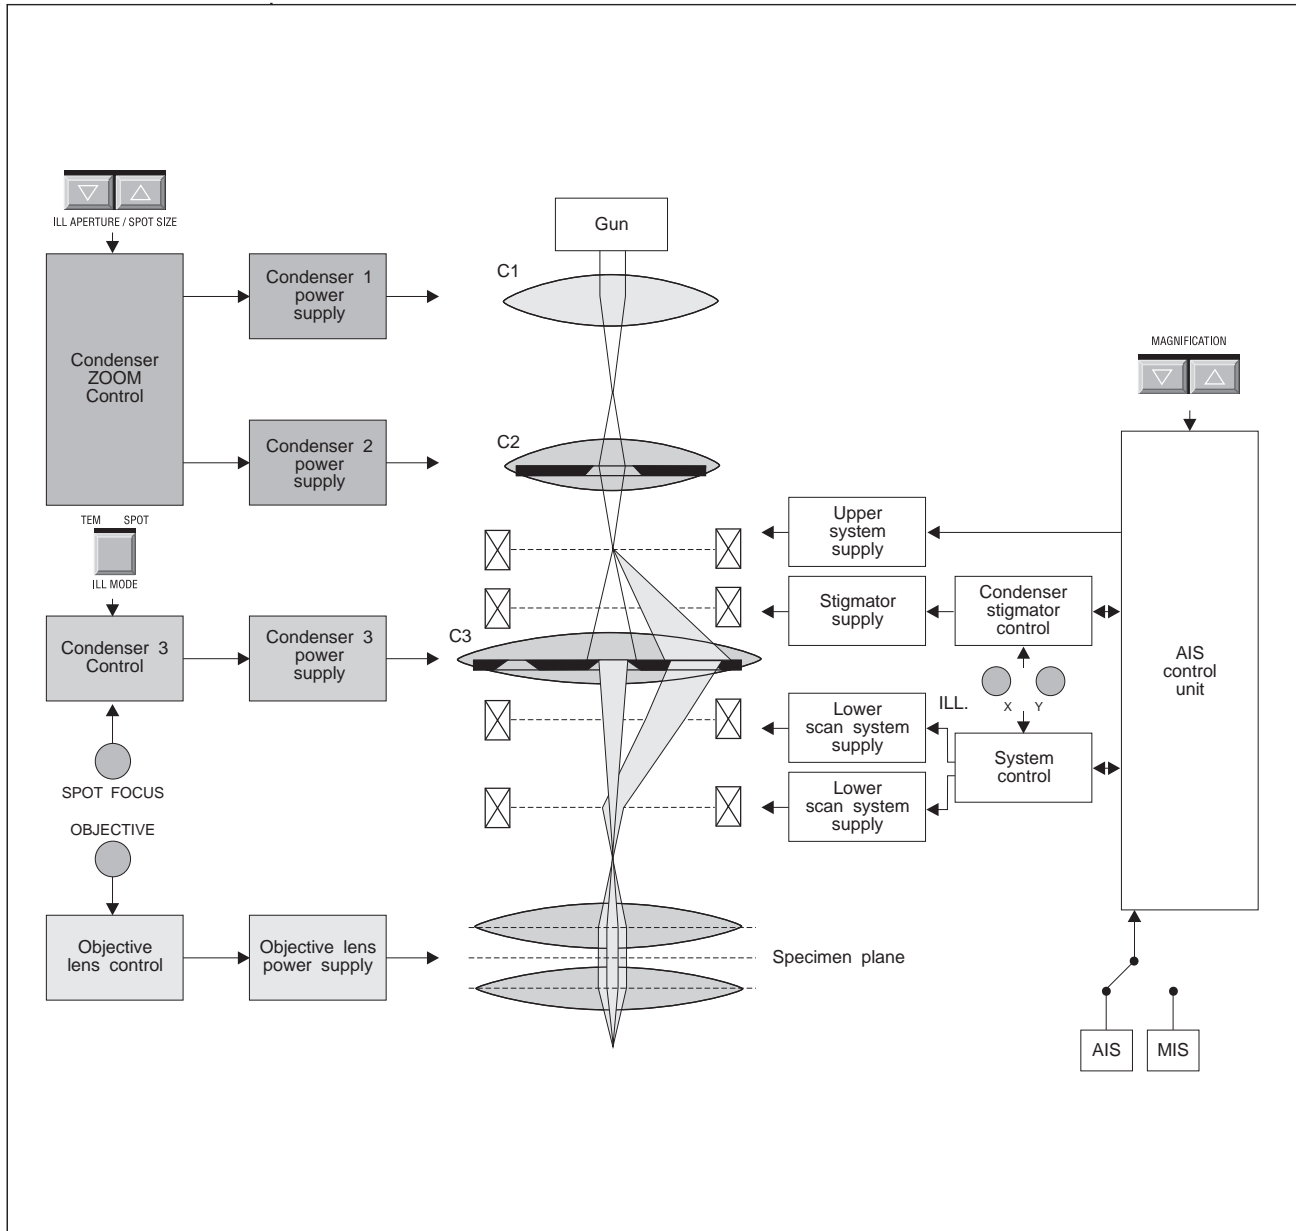 ILL APERTURE / SPOT SIZE
Gun
C1
Condenser 1
power
supply
Condenser
ZOOM
Control
MAGNIFICATION
C2
Condenser 2
power
supply
TEM SPOT
ILL MODE
Upper
system
supply
Stigmator
supply
Condenser
stigmator
control
C3
Condenser 3
Control
Condenser 3
power
supply
AIS
control
unit
ILL.
X Y
Lower
scan system
supply
System
control
Lower
scan system
supply
SPOT FOCUS
OBJECTIVE
Objective
lens control
Objective lens
power supply
Specimen plane
AIS
MIS